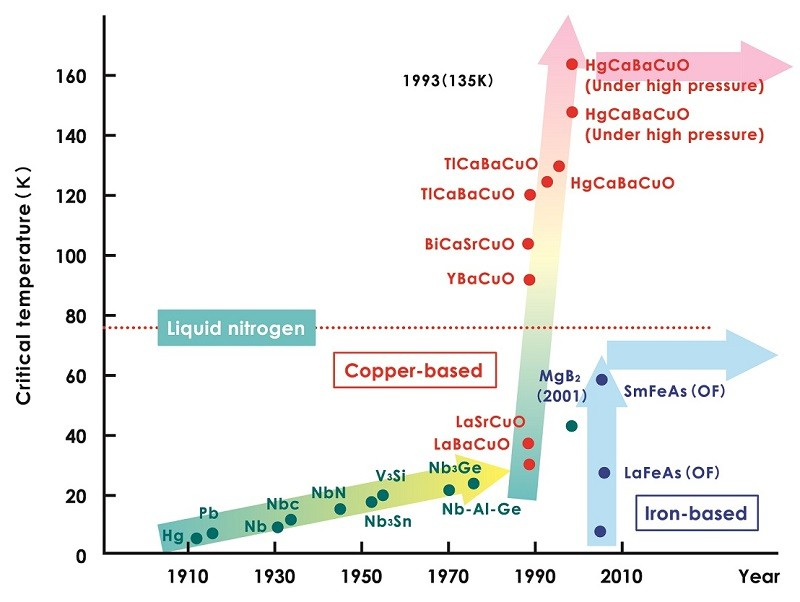 Critical temperature (K)
160
140
120
100
80
60
40
20
0
1910
1930
1950
1970
1990
2010
Year
1993(135K)
HgCaBaCuO
(Under high pressure)
HgCaBaCuO
(Under high pressure)
TlCaBaCuO
HgCaBaCuO
TlCaBaCuO
BiCaSrCuO
YBaCuO
Liquid nitrogen
Copper-based
MgB₂
(2001)
SmFeAs (OF)
LaSrCuO
LaBaCuO
LaFeAs (OF)
Iron-based
Hg
Pb
Nb
Nbc
NbN
V₃Si
Nb₃Sn
Nb₃Ge
Nb-Al-Ge